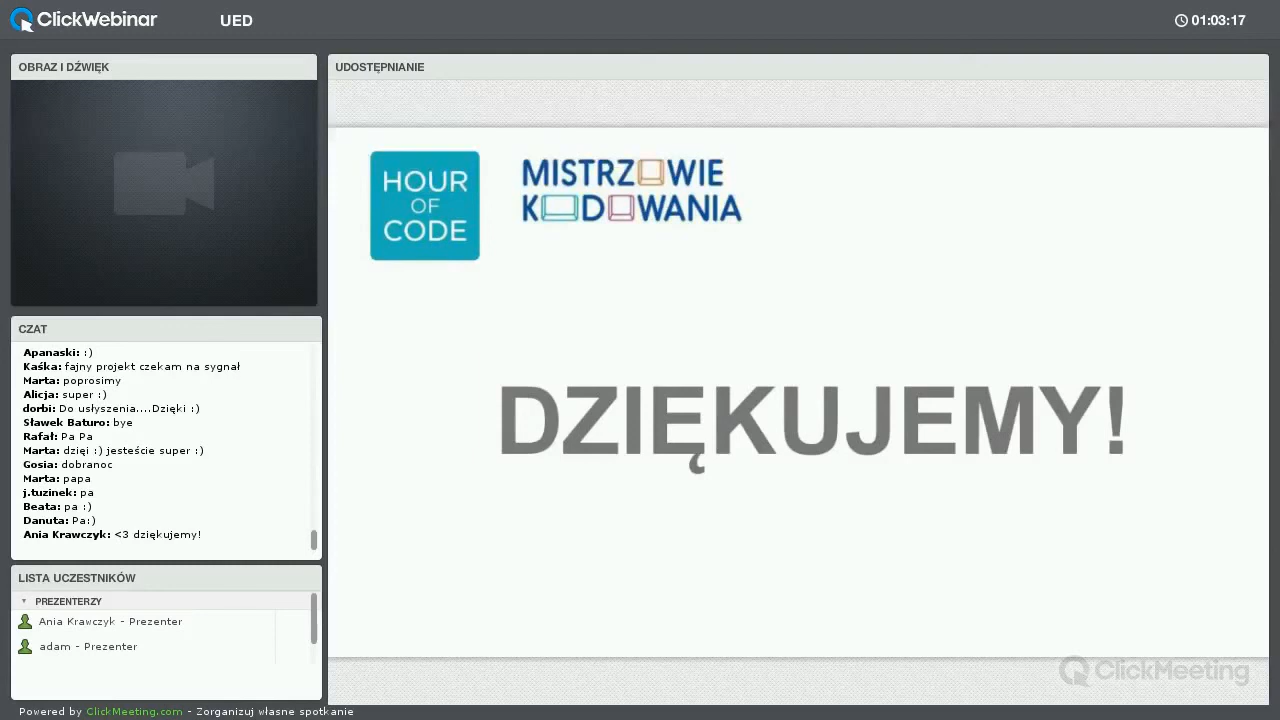 ClickWebinar
UED
01:03:17
OBRAZ I DŹWIĘK
UDOSTĘPNIANIE
HOUR
OF
CODE
MISTRZOWIE
KODOWANIA
DZIĘKUJEMY!
CZAT
Apanaski: :)
Kaśka: fajny projekt czekam na sygnał
Marta: poprosimy
Alicja: super :)
dorbi: Do usłyszenia....Dzięki :)
Sławek Baturo: bye
Rafał: Pa Pa
Marta: dzięi :) jesteście super :)
Gosia: dobranoc
Marta: papa
j.tuzinek: pa
Beata: pa :)
Danuta: Pa:)
Ania Krawczyk: <3 dziękujemy!
LISTA UCZESTNIKÓW
PREZENTERZY
Ania Krawczyk - Prezenter
adam - Prezenter
ClickMeeting
Powered by ClickMeeting.com - Zorganizuj własne spotkanie